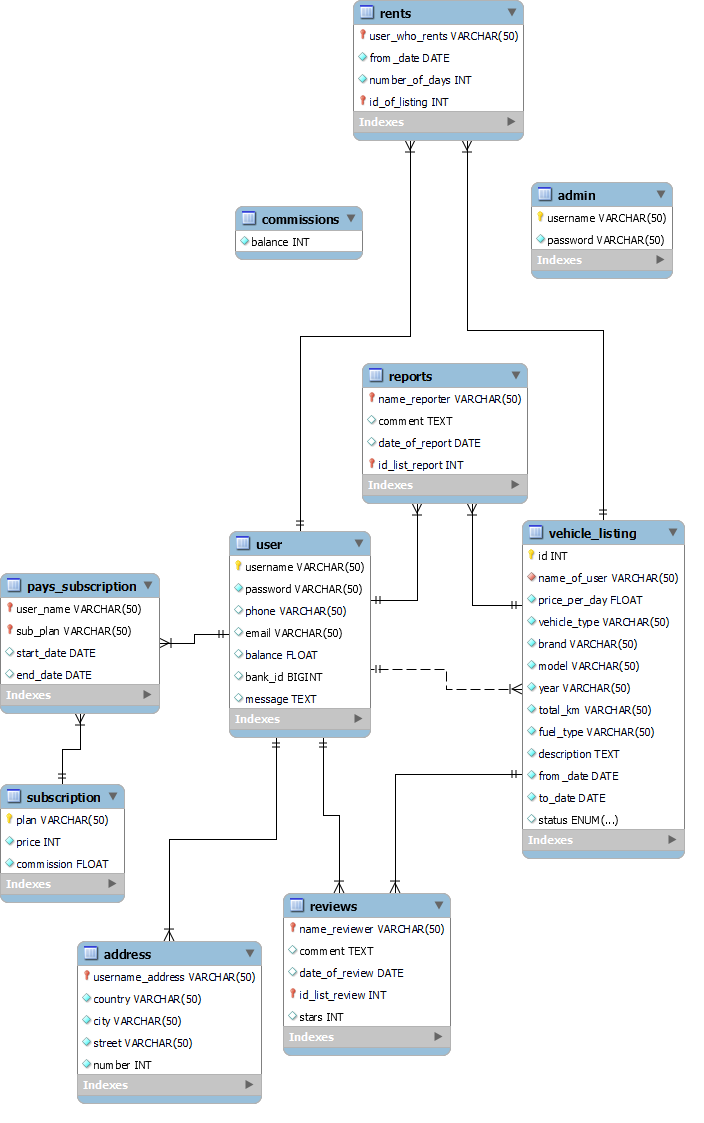 rents
user_who_rents VARCHAR(50)
from_date DATE
number_of_days INT
id_of_listing INT
Indexes
commissions
balance INT
admin
username VARCHAR(50)
password VARCHAR(50)
Indexes
reports
name_reporter VARCHAR(50)
comment TEXT
date_of_report DATE
id_list_report INT
Indexes
user
username VARCHAR(50)
password VARCHAR(50)
phone VARCHAR(50)
email VARCHAR(50)
balance FLOAT
bank_id BIGINT
message TEXT
Indexes
vehicle_listing
id INT
name_of_user VARCHAR(50)
price_per_day FLOAT
vehicle_type VARCHAR(50)
brand VARCHAR(50)
model VARCHAR(50)
year VARCHAR(50)
total_km VARCHAR(50)
fuel_type VARCHAR(50)
description TEXT
from_date DATE
to_date DATE
status ENUM(...)
Indexes
pays_subscription
user_name VARCHAR(50)
sub_plan VARCHAR(50)
start_date DATE
end_date DATE
Indexes
subscription
plan VARCHAR(50)
price INT
commission FLOAT
Indexes
reviews
name_reviewer VARCHAR(50)
comment TEXT
date_of_review DATE
id_list_review INT
stars INT
Indexes
address
username_address VARCHAR(50)
country VARCHAR(50)
city VARCHAR(50)
street VARCHAR(50)
number INT
Indexes